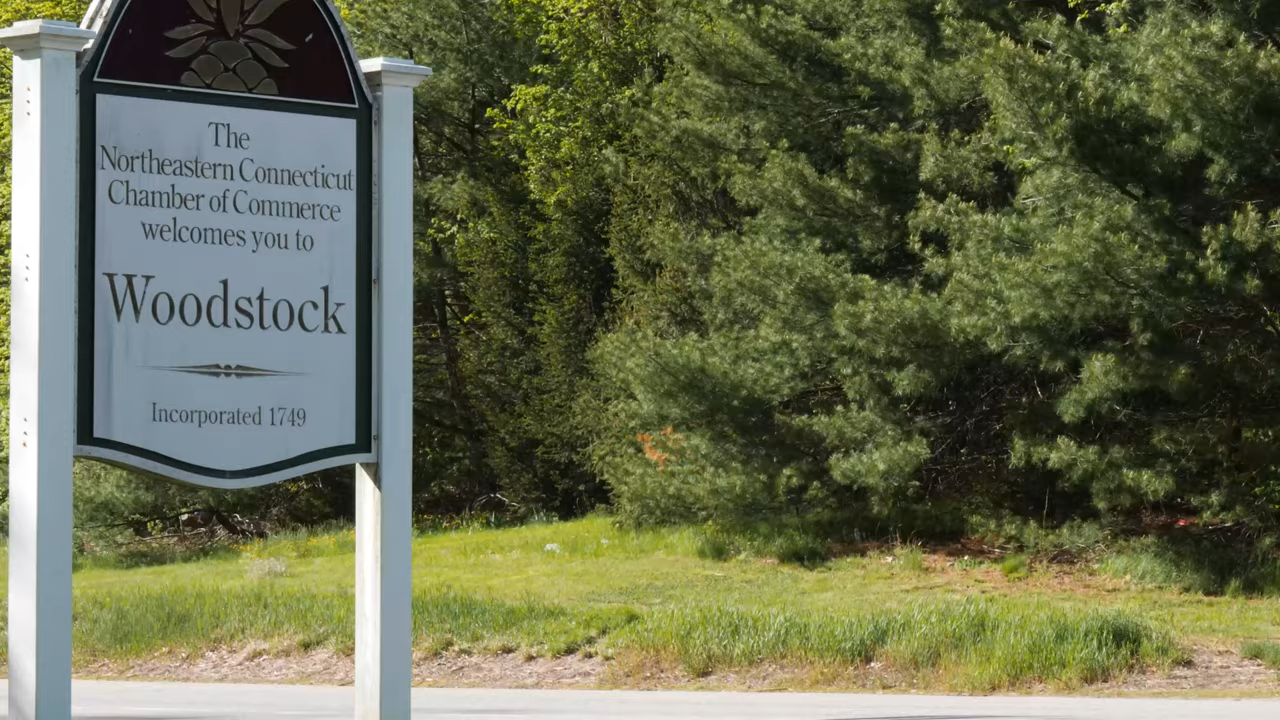 The
Northeastern Connecticut
Chamber of Commerce
welcomes you to
Woodstock
Incorporated 1749